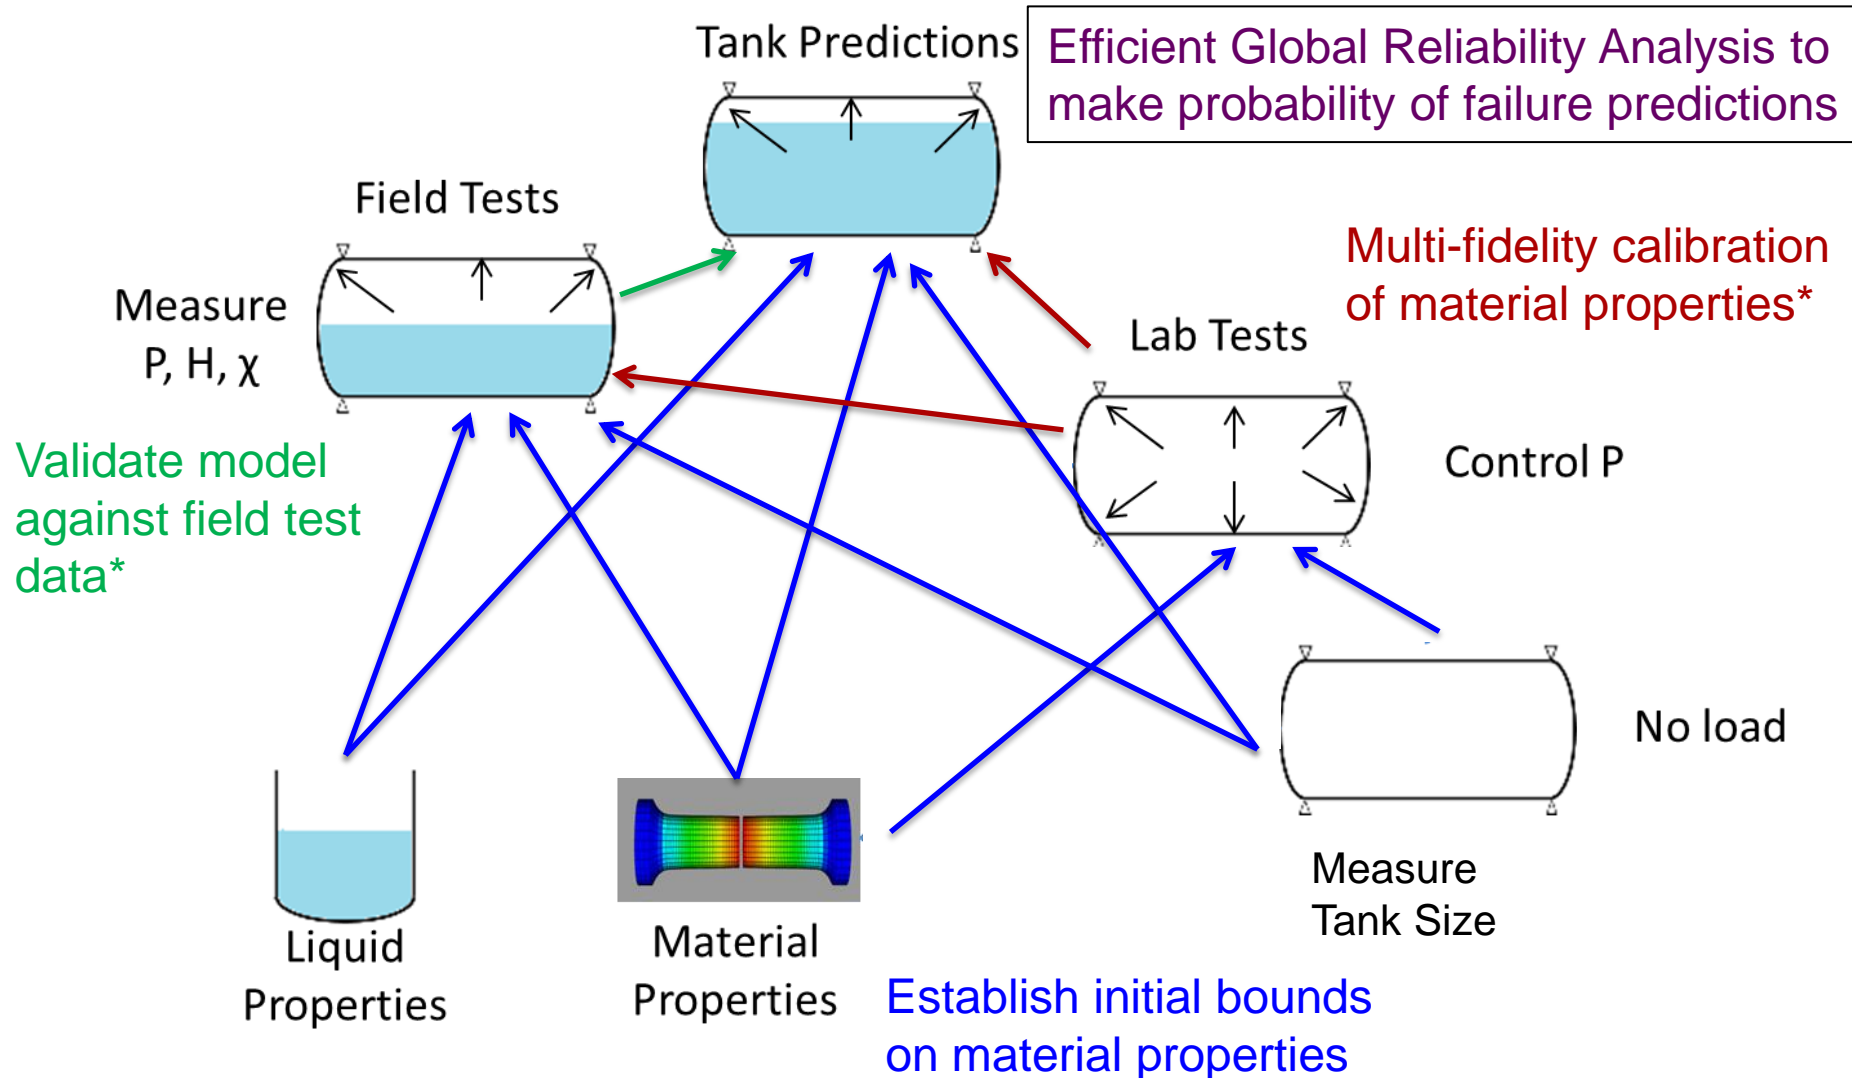 Tank Predictions
Efficient Global Reliability Analysis to
make probability of failure predictions
Field Tests
Measure
P, H, χ
Multi-fidelity calibration
of material properties*
Lab Tests
Control P
Validate model
against field test
data*
No load
Measure
Tank Size
Liquid
Properties
Material
Properties
Establish initial bounds
on material properties